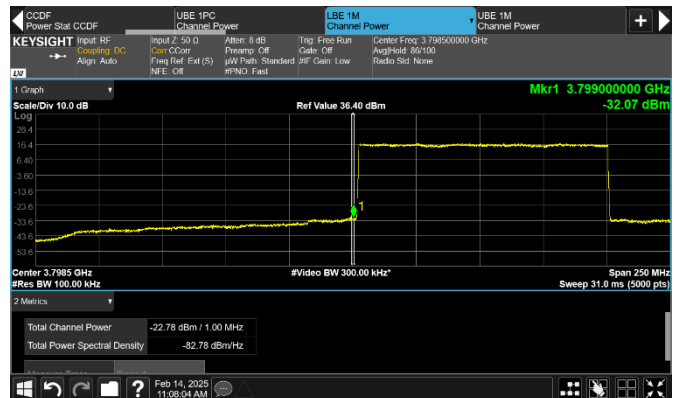 CCDF
Power Stat CCDF
UBE 1PC
Channel Power
LBE 1M
Channel Power
UBE 1M
Channel Power
KEYSIGHT
Input: RF
Coupling: DC
Align: Auto
Input Z: 50 Ω
Corr CCorr
Freq Ref: Ext (S)
NFE: Off
Atten: 8 dB
Preamp: Off
µW Path: Standard
#PNO: Fast
Trig: Free Run
Gate: Off
#IF Gain: Low
Center Freq: 3.798500000 GHz
Avg|Hold: 86/100
Radio Std: None
LXI
1 Graph
Scale/Div 10.0 dB
Ref Value 36.40 dBm
Mkr1 3.799000000 GHz
-32.07 dBm
Log
26.4
16.4
6.40
-3.60
-13.6
-23.6
-33.6
-43.6
-53.6
1
Center 3.7985 GHz
#Res BW 100.00 kHz
#Video BW 300.00 kHz*
Span 250 MHz
Sweep 31.0 ms (5000 pts)
2 Metrics
Total Channel Power -22.78 dBm / 1.00 MHz
Total Power Spectral Density -82.78 dBm/Hz
?
Feb 14, 2025
11:08:04 AM